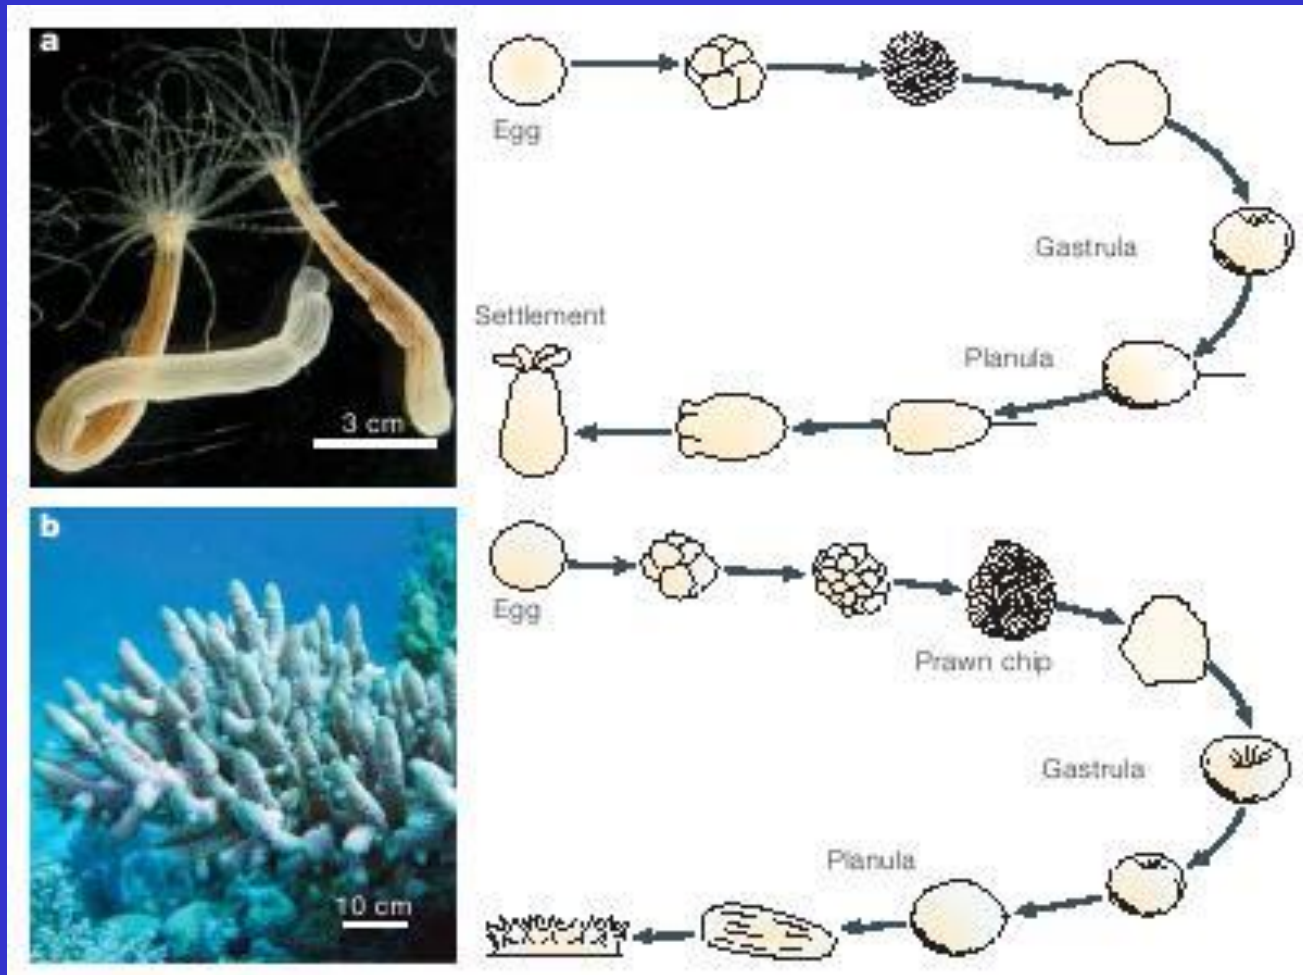 a
Egg
Gastrula
Settlement
Planula
3 cm
b
Egg
Prawn chip
Gastrula
Planula
10 cm